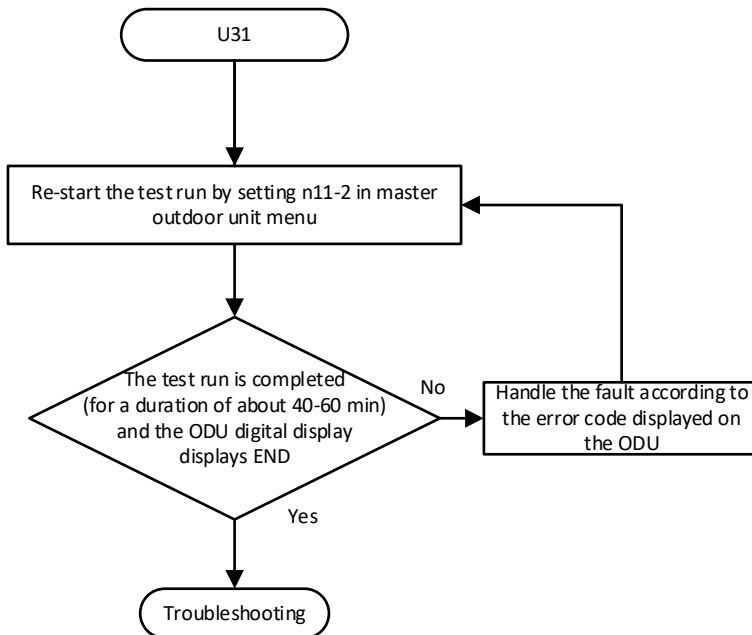 U31
Re-start the test run by setting n11-2 in master
outdoor unit menu
The test run is completed
(for a duration of about 40-60 min)
and the ODU digital display
displays END
No
Handle the fault according to
the error code displayed on
the ODU
Yes
Troubleshooting